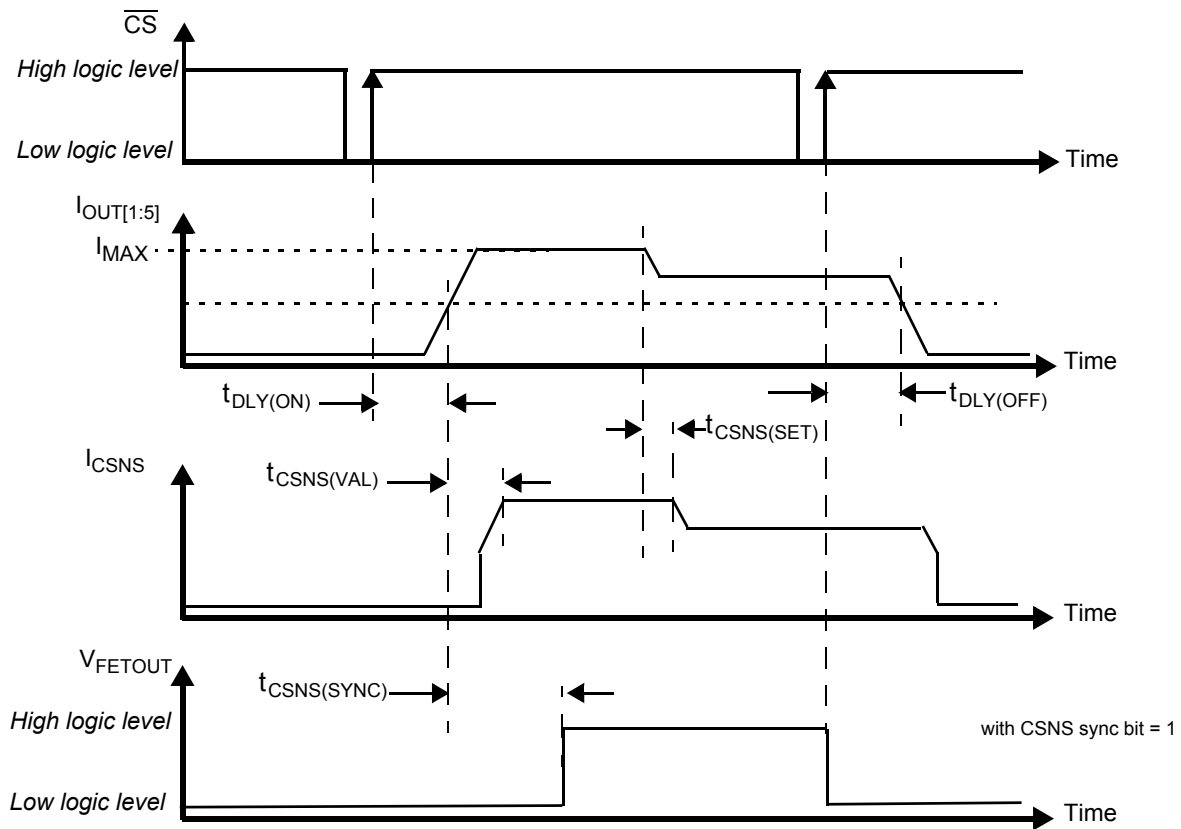 CS
High logic level
Low logic level
Time
IOUT[1:5]
IMAX
Time
tDLY(ON)
tDLY(OFF)
tCSNS(SET)
ICSNS
tCSNS(VAL)
Time
VFETOUT
tCSNS(SYNC)
High logic level
with CSNS sync bit = 1
Low logic level
Time